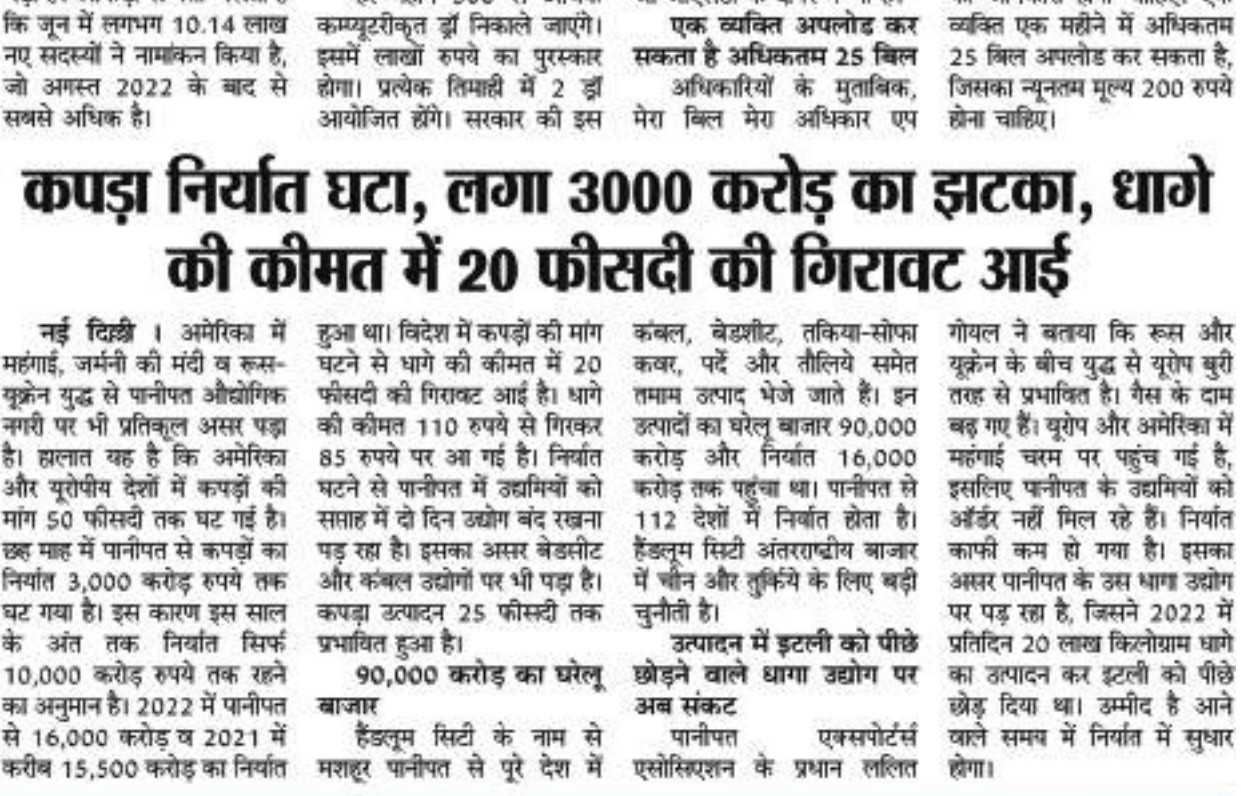 कि जून में लगभग 10.14 लाख
नए सदस्यों ने नामांकन किया है,
जो अगस्त 2022 के बाद से
सबसे अधिक है।
कम्प्यूटरीकृत ड्रॉ निकाले जाएंगे।
इसमें लाखों रुपये का पुरस्कार
होगा। प्रत्येक तिमाही में 2 ड्रॉ
आयोजित होंगे। सरकार की इस
एक व्यक्ति अपलोड कर
सकता है अधिकतम 25 बिल
अधिकारियों के मुताबिक,
मेरा बिल मेरा अधिकार एप
व्यक्ति एक महीने में अधिकतम
25 बिल अपलोड कर सकता है,
जिसका न्यूनतम मूल्य 200 रुपये
होना चाहिए।
कपड़ा निर्यात घटा, लगा 3000 करोड़ का झटका, धागे
की कीमत में 20 फीसदी की गिरावट आई
नई दिल्ली । अमेरिका में
महंगाई, जर्मनी की मंदी व रूस-
यूक्रेन युद्ध से पानीपत औद्योगिक
नगरी पर भी प्रतिकूल असर पड़ा
है। हालात यह है कि अमेरिका
और यूरोपीय देशों में कपड़ों की
मांग 50 फीसदी तक घट गई है।
छह माह में पानीपत से कपड़ों का
निर्यात 3,000 करोड़ रुपये तक
घट गया है। इस कारण इस साल
के अंत तक निर्यात सिर्फ
10,000 करोड़ रुपये तक रहने
का अनुमान है। 2022 में पानीपत
से 16,000 करोड़ व 2021 में
करीब 15,500 करोड़ का निर्यात
हुआ था। विदेश में कपड़ों की मांग
घटने से धागे की कीमत में 20
फीसदी की गिरावट आई है। धागे
की कीमत 110 रुपये से गिरकर
85 रुपये पर आ गई है। निर्यात
घटने से पानीपत में उद्यमियों को
सप्ताह में दो दिन उद्योग बंद रखना
पड़ रहा है। इसका असर बेडसीट
और कंबल उद्योगों पर भी पड़ा है।
कपड़ा उत्पादन 25 फीसदी तक
प्रभावित हुआ है।
90,000 करोड़ का घरेलू
बाजार
हैंडलूम सिटी के नाम से
मशहूर पानीपत से पूरे देश में
कंबल, बेडशीट, तकिया-सोफा
कवर, पर्दे और तौलिये समेत
तमाम उत्पाद भेजे जाते हैं। इन
उत्पादों का घरेलू बाजार 90,000
करोड़ और निर्यात 16,000
करोड़ तक पहुंचा था। पानीपत से
112 देशों में निर्यात होता है।
हैंडलूम सिटी अंतरराष्ट्रीय बाजार
में चीन और तुर्किये के लिए बड़ी
चुनौती है।
उत्पादन में इटली को पीछे
छोड़ने वाले धागा उद्योग पर
अब संकट
पानीपत एक्सपोर्टर्स
एसोसिएशन के प्रधान ललित
गोयल ने बताया कि रूस और
यूक्रेन के बीच युद्ध से यूरोप बुरी
तरह से प्रभावित है। गैस के दाम
बढ़ गए हैं। यूरोप और अमेरिका में
महंगाई चरम पर पहुंच गई है,
इसलिए पानीपत के उद्यमियों को
ऑर्डर नहीं मिल रहे हैं। निर्यात
काफी कम हो गया है। इसका
असर पानीपत के उस धागा उद्योग
पर पड़ रहा है, जिसने 2022 में
प्रतिदिन 20 लाख किलोग्राम धागे
का उत्पादन कर इटली को पीछे
छोड़ दिया था। उम्मीद है आने
वाले समय में निर्यात में सुधार
होगा।